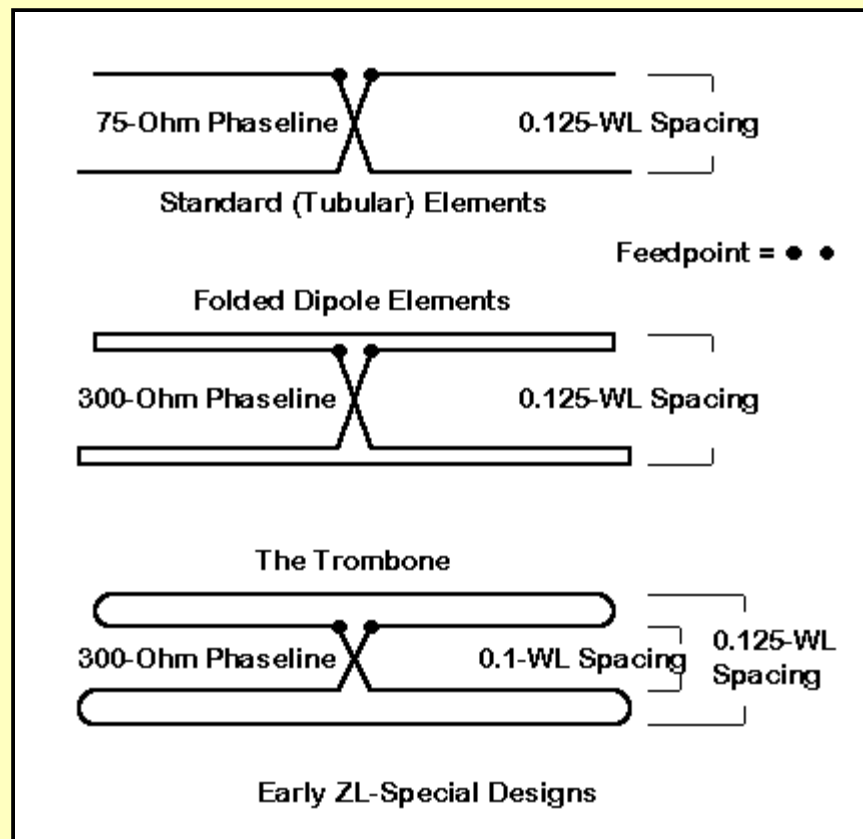 75-Ohm Phaseline
0.125-WL Spacing
Standard (Tubular) Elements
Feedpoint = ● ●
Folded Dipole Elements
300-Ohm Phaseline
0.125-WL Spacing
The Trombone
300-Ohm Phaseline
0.1-WL Spacing
0.125-WL
Spacing
Early ZL-Special Designs